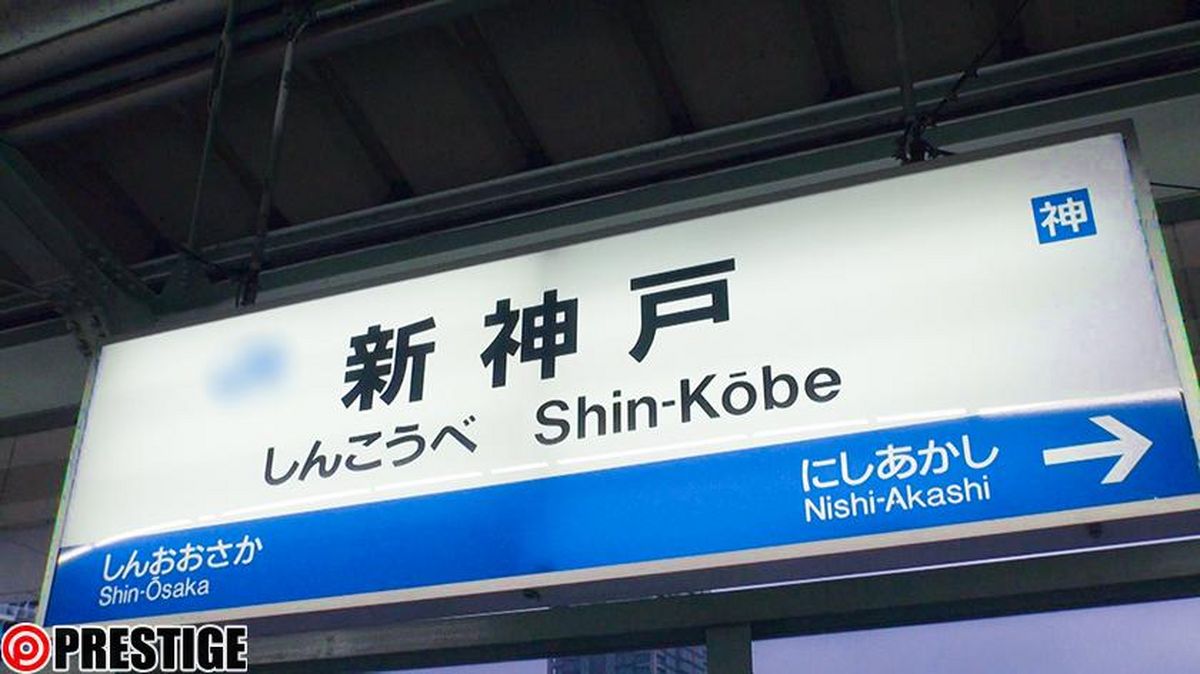 神
新神戸
しんこうべ Shin-Kōbe
にしあかし →
Nishi-Akashi
しんおおさか
Shin-Ōsaka
PRESTIGE